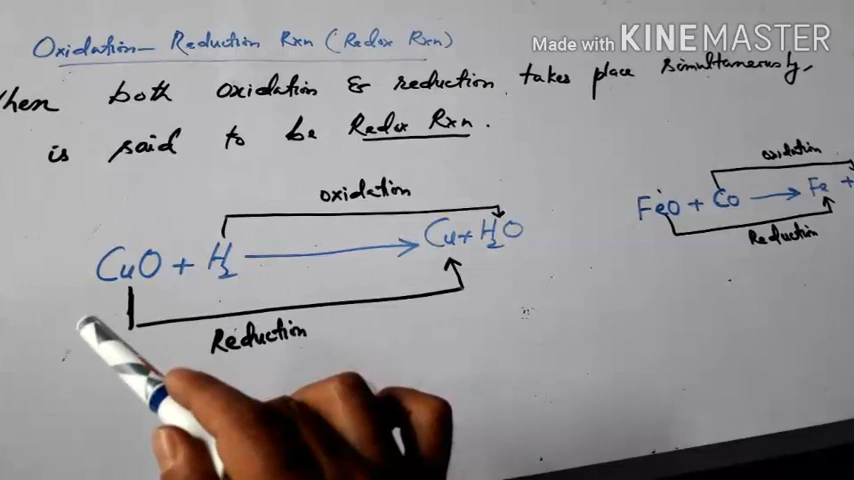 Oxidation- Reduction Rxn (Redox Rxn)
Made with KINEMASTER
When both oxidation & reduction takes place simultaneously,
is said to be Redox Rxn.
oxidation
CuO + H2 → Cu + H2O
Reduction
oxidation
FeO + Co → Fe +
Reduction